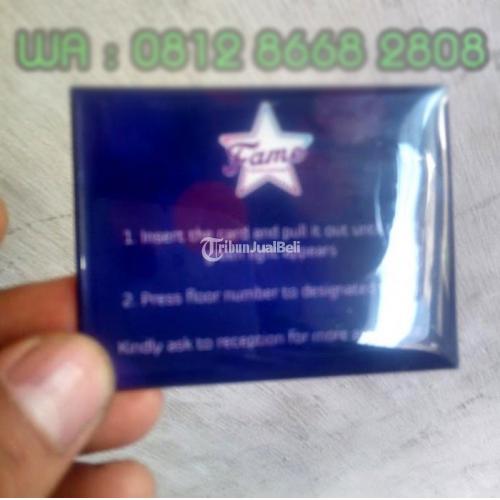 WA : 0812 8668 2808
Fame
1. Insert the card and pull it out
TribunJualBeli
2. Press floor number to designated
Kindly ask to reception for more